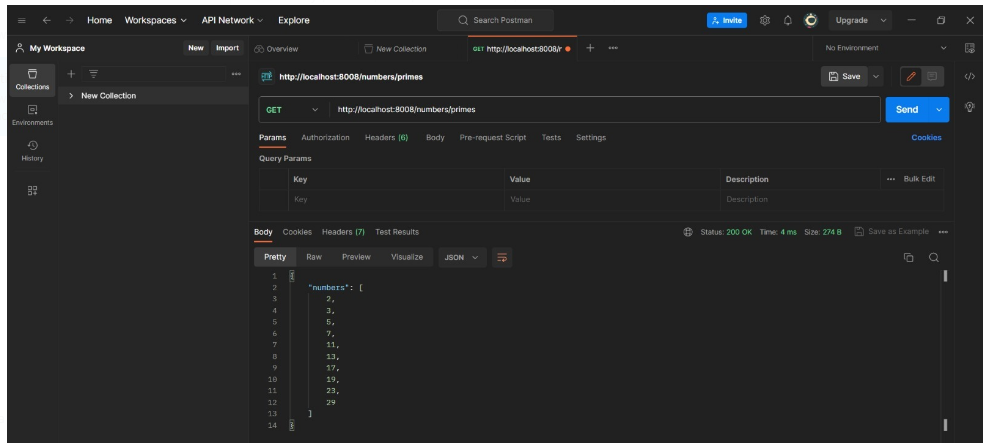 Home Workspaces API Network Explore Search Postman Invite Upgrade
My Workspace New Import Overview New Collection GET http://localhost:8008/r No Environment
Collections
New Collection
Environments
History
http://localhost:8008/numbers/primes Save
GET http://localhost:8008/numbers/primes Send
Params Authorization Headers (6) Body Pre-request Script Tests Settings Cookies
Query Params
Key Value Description Bulk Edit
Key Value Description
Body Cookies Headers (7) Test Results Status: 200 OK Time: 4 ms Size: 274 B Save as Example
Pretty Raw Preview Visualize JSON
1 {
2 "numbers": [
3 2,
4 3,
5 5,
6 7,
7 11,
8 13,
9 17,
10 19,
11 23,
12 29
13 ]
14 }